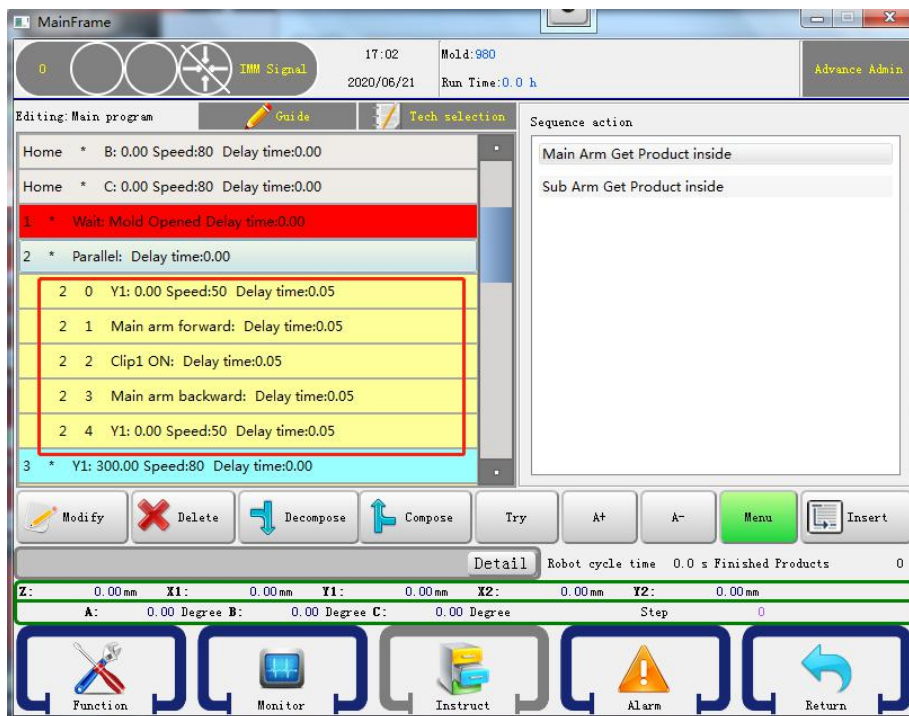 MainFrame
0 IMM Signal
17:02
2020/06/21
Mold:980
Run Time:0.0 h
Advance Admin
Editing:Main program
Guide
Tech selection
Home * B: 0.00 Speed:80 Delay time:0.00
Home * C: 0.00 Speed:80 Delay time:0.00
1 * Wait: Mold Opened Delay time:0.00
2 * Parallel: Delay time:0.00
2 0 Y1: 0.00 Speed:50 Delay time:0.05
2 1 Main arm forward: Delay time:0.05
2 2 Clip1 ON: Delay time:0.05
2 3 Main arm backward: Delay time:0.05
2 4 Y1: 0.00 Speed:50 Delay time:0.05
3 * Y1: 300.00 Speed:80 Delay time:0.00
Sequence action
Main Arm Get Product inside
Sub Arm Get Product inside
Modify Delete Decompose Compose Try A+ A- Menu Insert
Detail Robot cycle time 0.0 s Finished Products 0
Z: 0.00mm X1: 0.00mm Y1: 0.00mm X2: 0.00mm Y2: 0.00mm
A: 0.00 Degree B: 0.00 Degree C: 0.00 Degree Step 0
Function Monitor Instruct Alarm Return